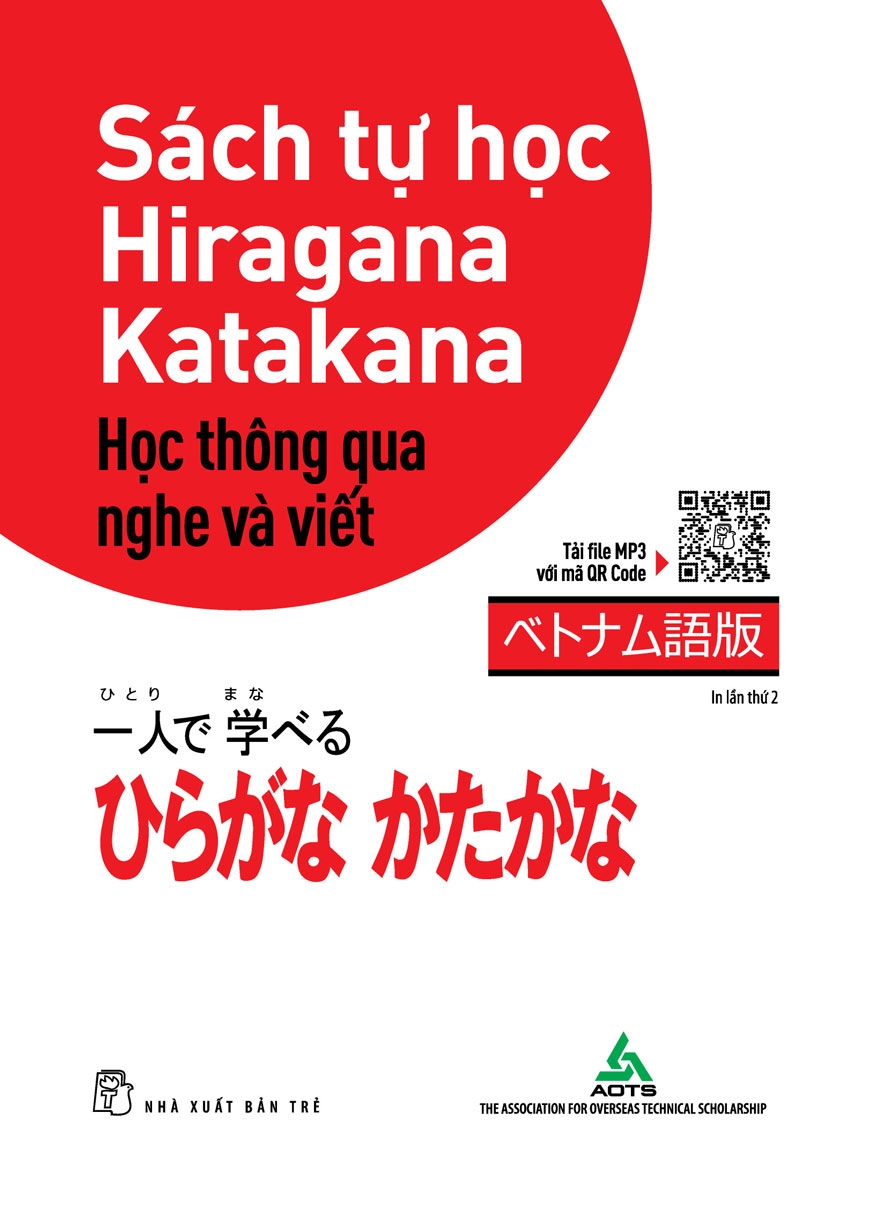 Sách tự học
Hiragana
Katakana
Học thông qua
nghe và viết
Tải file MP3
với mã QR Code
ベトナム語版
In lần thứ 2
ひとり まな
一人で 学べる
ひらがな かたかな
NHÀ XUẤT BẢN TRẺ
AOTS
THE ASSOCIATION FOR OVERSEAS TECHNICAL SCHOLARSHIP